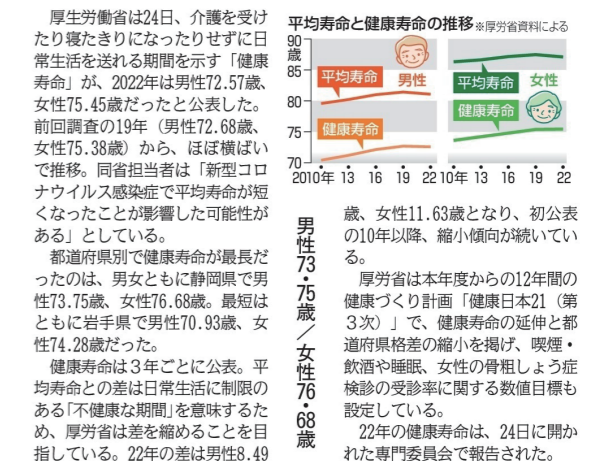 厚生労働省は24日、介護を受け
たり寝たきりになったりせずに日
常生活を送れる期間を示す「健康
寿命」が、2022年は男性72.57歳、
女性75.45歳だったと公表した。
前回調査の19年（男性72.68歳、
女性75.38歳）から、ほぼ横ばい
で推移。同省担当者は「新型コロ
ナウイルス感染症で平均寿命が短
くなったことが影響した可能性が
ある」としている。
都道府県別で健康寿命が最長だ
ったのは、男女ともに静岡県で男
性73.75歳、女性76.68歳。最短は
ともに岩手県で男性70.93歳、女
性74.28歳だった。
健康寿命は３年ごとに公表。平
均寿命との差は日常生活に制限の
ある「不健康な期間」を意味するた
め、厚労省は差を縮めることを目
指している。22年の差は男性8.49
平均寿命と健康寿命の推移 ※厚労省資料による
90
歳
85
80
75
70
平均寿命
男性
健康寿命
2010年 13 16 19 22
平均寿命
女性
健康寿命
10年 13 16 19 22
男性73・75歳／女性76・68歳
歳、女性11.63歳となり、初公表
の10年以降、縮小傾向が続いてい
る。
厚労省は本年度からの12年間の
健康づくり計画「健康日本21（第
３次）」で、健康寿命の延伸と都
道府県格差の縮小を掲げ、喫煙・
飲酒や睡眠、女性の骨粗しょう症
検診の受診率に関する数値目標も
設定している。
22年の健康寿命は、24日に開か
れた専門委員会で報告された。